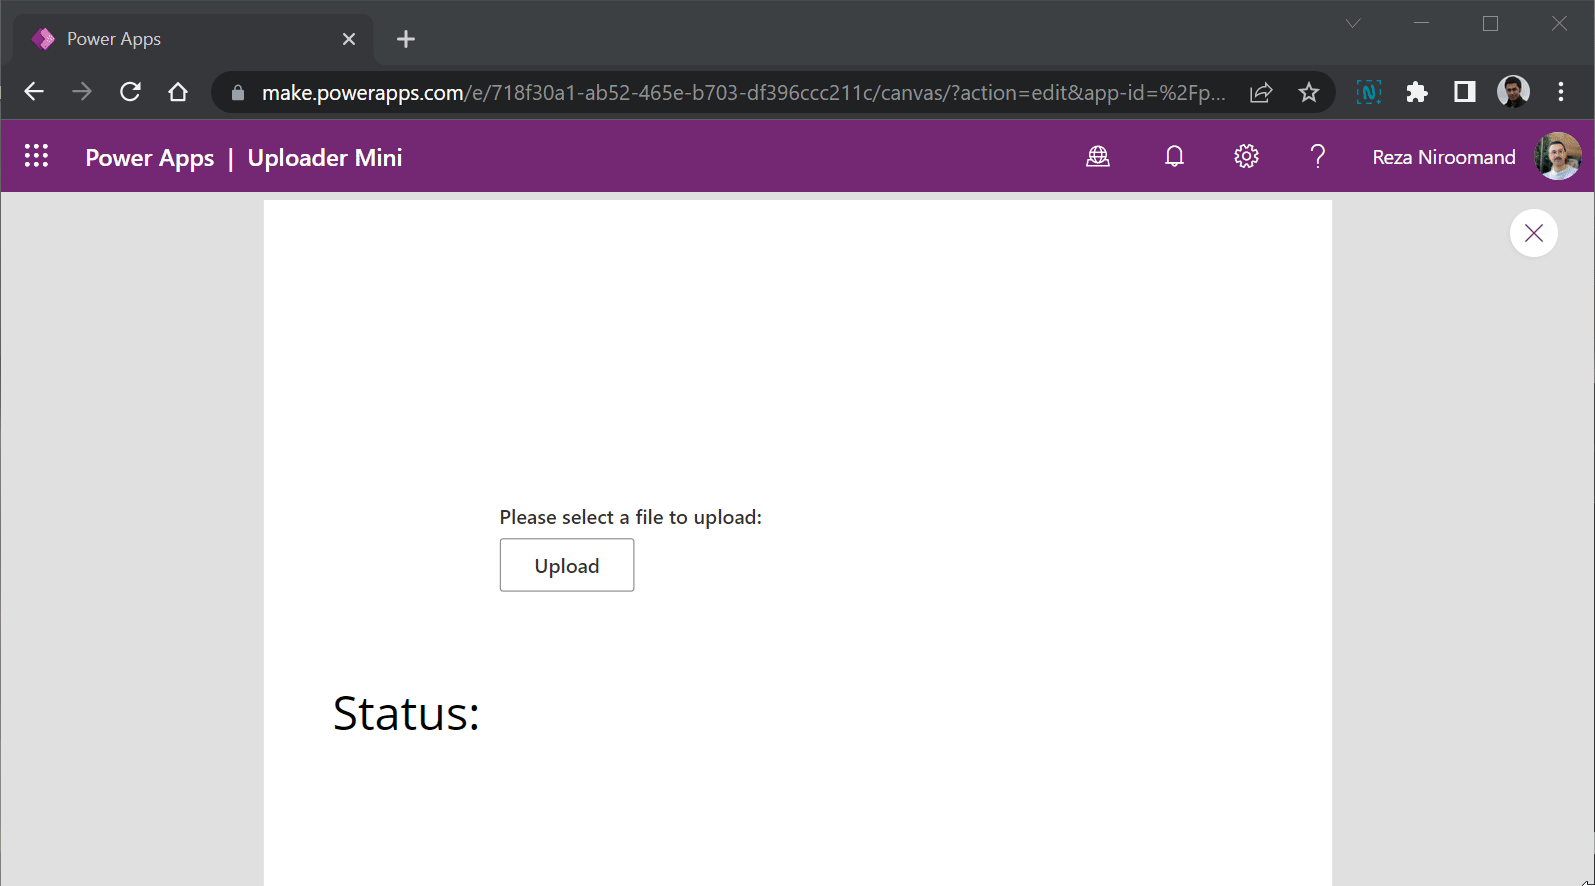 Power Apps
make.powerapps.com/e/718f30a1-ab52-465e-b703-df396ccc211c/canvas/?action=edit&app-id=%2Fp...
Power Apps | Uploader Mini
Reza Niroomand
Please select a file to upload:
Upload
Status: